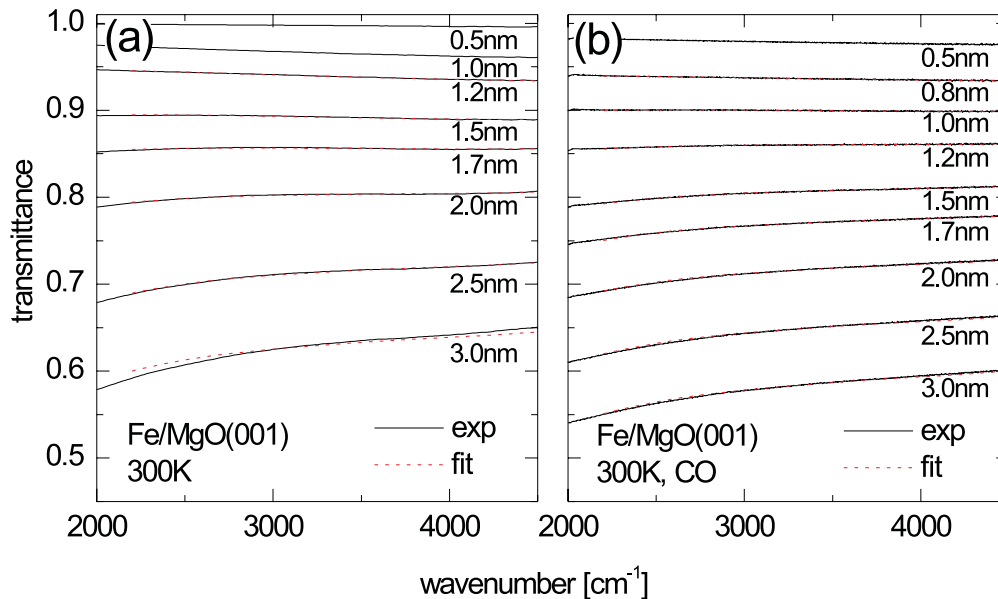 transmittance
1.0
0.9
0.8
0.7
0.6
0.5
(a)
0.5nm
1.0nm
1.2nm
1.5nm
1.7nm
2.0nm
2.5nm
3.0nm
Fe/MgO(001)
300K
exp
fit
2000
3000
4000
(b)
0.5nm
0.8nm
1.0nm
1.2nm
1.5nm
1.7nm
2.0nm
2.5nm
3.0nm
Fe/MgO(001)
300K, CO
exp
fit
2000
3000
4000
wavenumber [cm⁻¹]